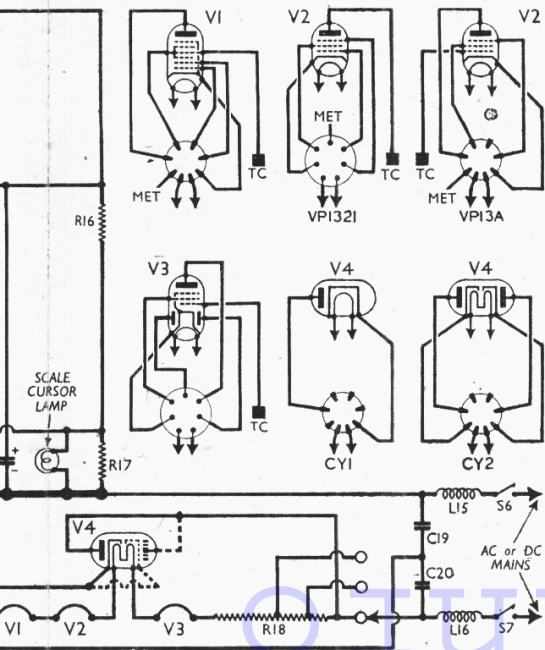 V1
V2
V2
MET
TC
TC
TC
MET
MET
VP1321
VP13A
R16
V3
V4
V4
SCALE
CURSOR
LAMP
TC
CY1
CY2
+
-
R17
L15
S6
V4
C19
AC or DC
MAINS
C20
V1
V2
V3
R18
L16
S7